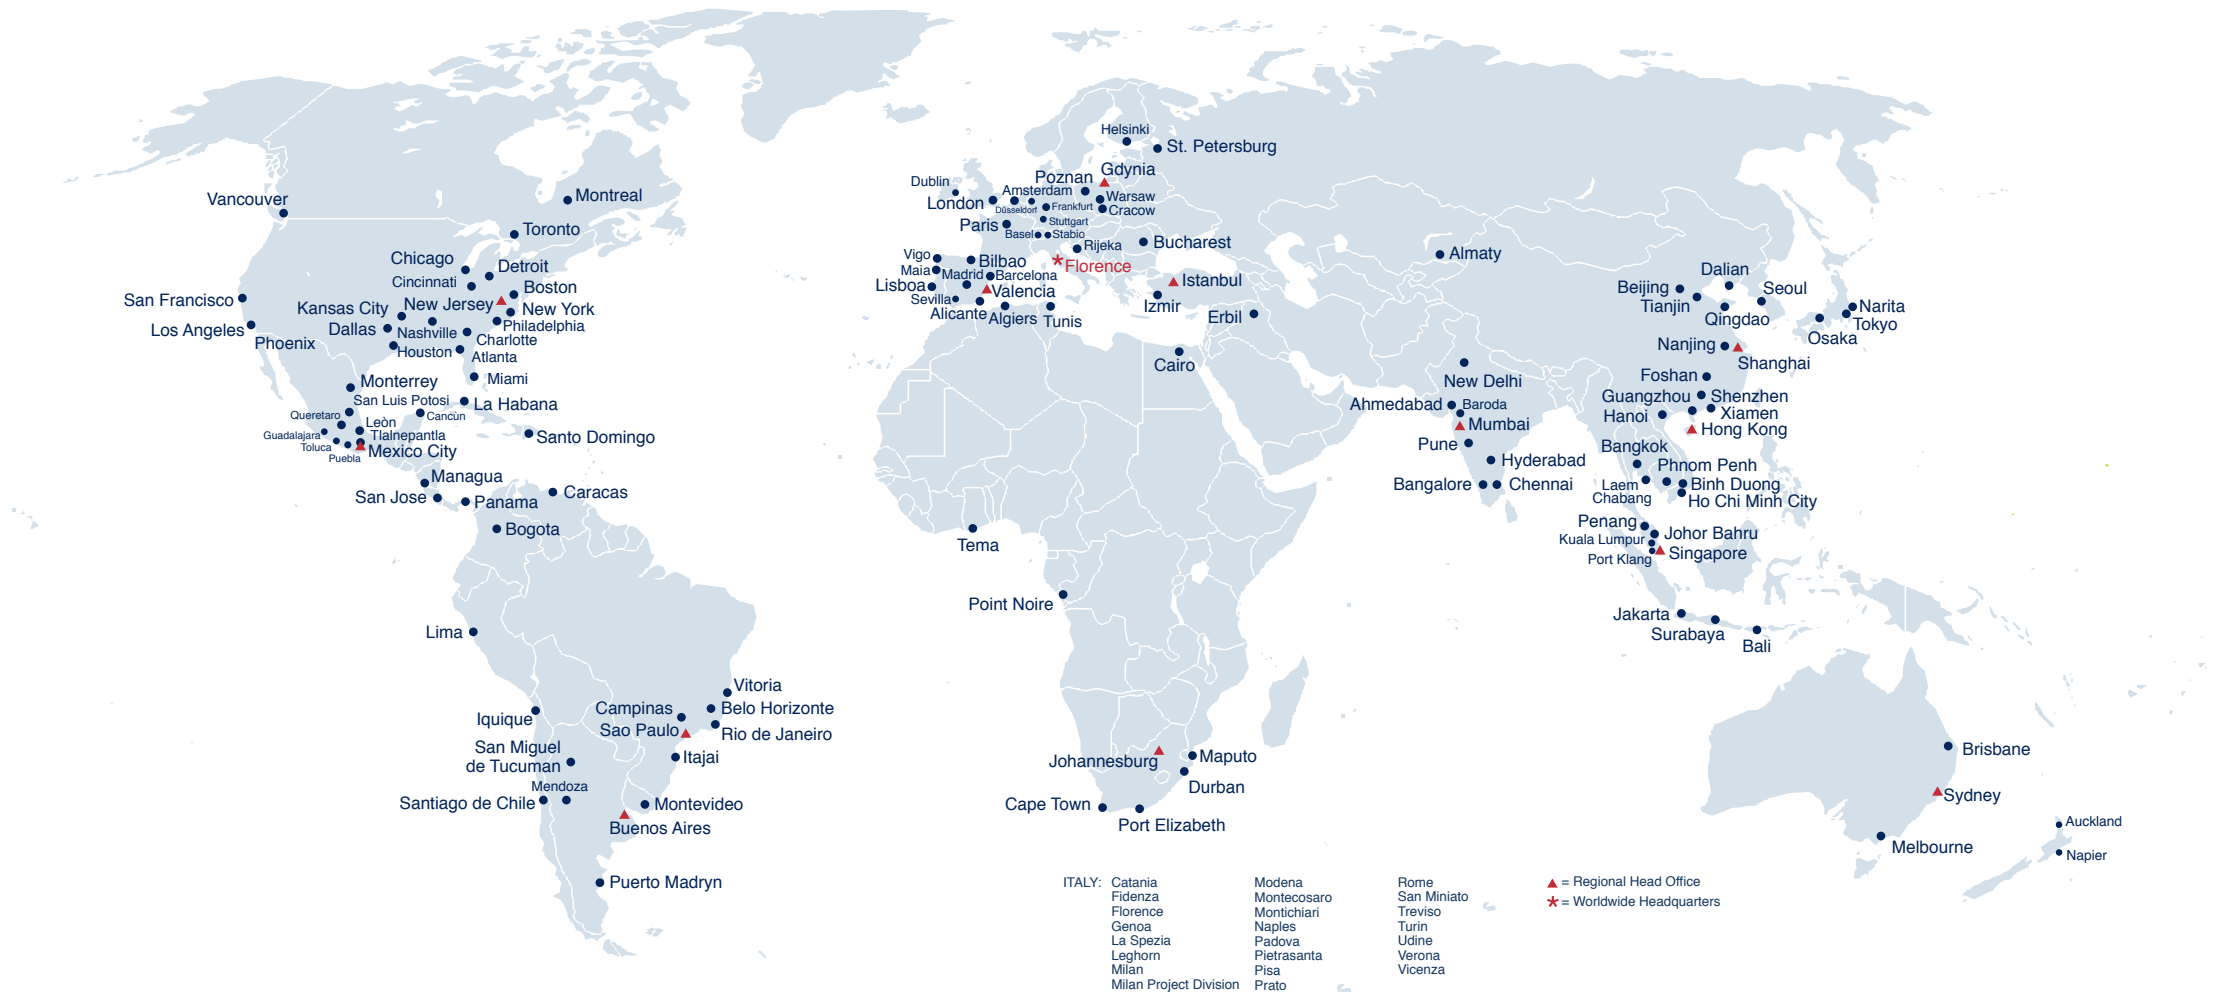 Helsinki
St. Petersburg
Gdynia
Poznan
Dublin
Amsterdam
Warsaw
London
Düsseldorf
Frankfurt
Cracow
Paris
Stuttgart
Basel
Stabio
Rijeka
Bucharest
Vigo
Bilbao
Florence
Maia
Madrid
Barcelona
Lisboa
Valencia
Istanbul
Sevilla
Alicante
Algiers
Tunis
Izmir
Erbil
Cairo
Vancouver
Montreal
Toronto
Chicago
Detroit
Cincinnati
Boston
San Francisco
Kansas City
New Jersey
New York
Los Angeles
Dallas
Nashville
Philadelphia
Phoenix
Houston
Charlotte
Atlanta
Miami
Monterrey
San Luis Potosi
La Habana
Queretaro
Cancùn
Leòn
Guadalajara
Tlalnepantla
Toluca
Mexico City
Puebla
Santo Domingo
Managua
San Jose
Panama
Caracas
Bogota
Lima
Vitoria
Campinas
Belo Horizonte
Iquique
Sao Paulo
Rio de Janeiro
San Miguel
de Tucuman
Itajai
Mendoza
Santiago de Chile
Montevideo
Buenos Aires
Puerto Madryn
Tema
Point Noire
Johannesburg
Maputo
Durban
Cape Town
Port Elizabeth
Almaty
Dalian
Beijing
Seoul
Tianjin
Qingdao
Narita
Tokyo
Osaka
Nanjing
Shanghai
New Delhi
Foshan
Ahmedabad
Baroda
Guangzhou
Shenzhen
Hanoi
Xiamen
Mumbai
Hong Kong
Pune
Bangkok
Hyderabad
Phnom Penh
Bangalore
Chennai
Laem
Chabang
Binh Duong
Ho Chi Minh City
Penang
Johor Bahru
Kuala Lumpur
Singapore
Port Klang
Jakarta
Surabaya
Bali
Brisbane
Sydney
Melbourne
Auckland
Napier
ITALY:
Catania
Fidenza
Florence
Genoa
La Spezia
Leghorn
Milan
Milan Project Division
Modena
Montecosaro
Montichiari
Naples
Padova
Pietrasanta
Pisa
Prato
Rome
San Miniato
Treviso
Turin
Udine
Verona
Vicenza
= Regional Head Office
= Worldwide Headquarters